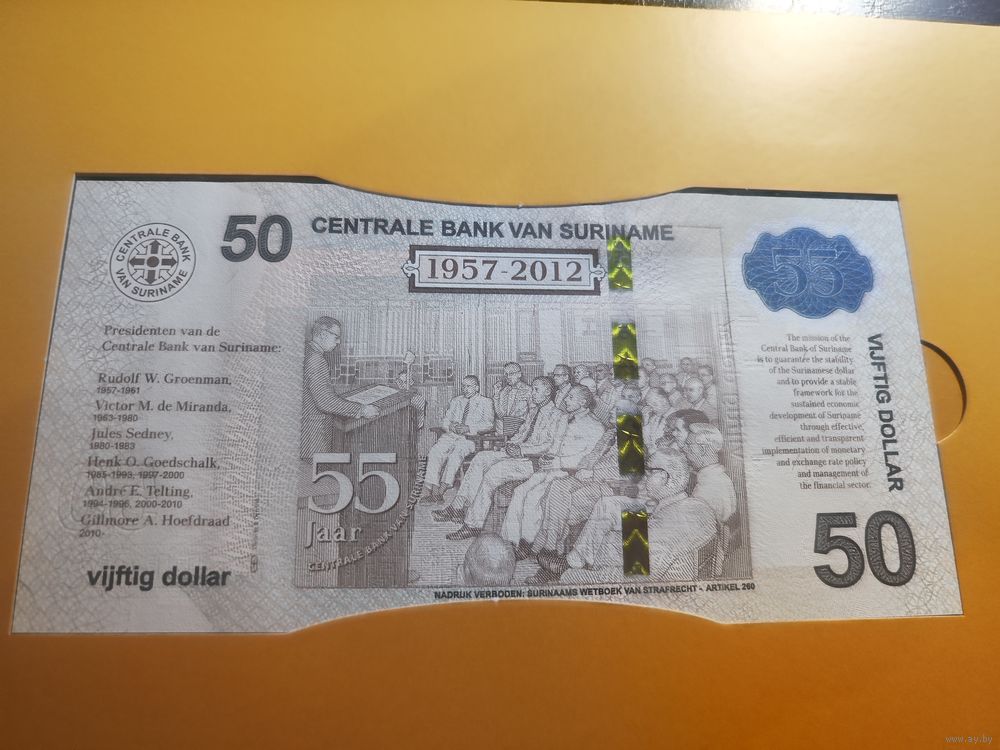 CENTRALE BANK
VAN SURINAME
50
CENTRALE BANK VAN SURINAME
1957-2012
55
Presidenten van de
Centrale Bank van Suriname:
Rudolf W. Groenman,
1957-1961
Victor M. de Miranda,
1963-1980
Jules Sedney,
1980-1983
Henk O. Goedschalk,
1985-1993, 1997-2000
André E. Telting,
1994-1996, 2000-2010
Gillmore A. Hoefdraad
2010-
vijftig dollar
55
Jaar
CENTRALE BANK VAN SURINAME
The mission of the
Central Bank of Suriname
is to guarantee the stability
of the Surinamese dollar
and to provide a stable
framework for the
sustained economic
development of Suriname
through effective,
efficient and transparent
implementation of monetary
and exchange rate policy
and management of
the financial sector.
VIJFTIG DOLLAR
50
NADRUK VERBODEN: SURINAAMS WETBOEK VAN STRAFRECHT - ARTIKEL 260
www.ay.by